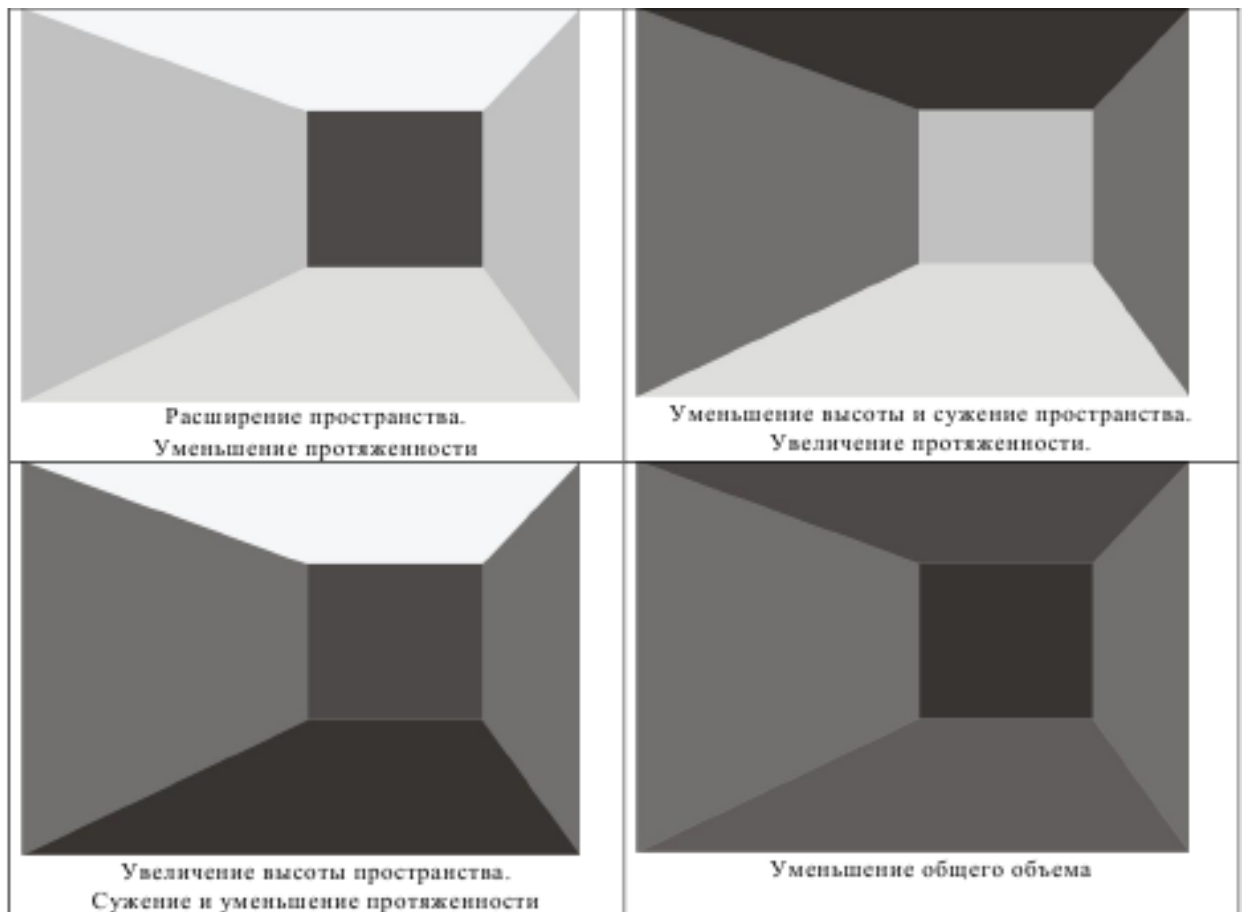 Расширение пространства.
Уменьшение протяженности
Уменьшение высоты и сужение пространства.
Увеличение протяженности.
Увеличение высоты пространства.
Сужение и уменьшение протяженности
Уменьшение общего объема